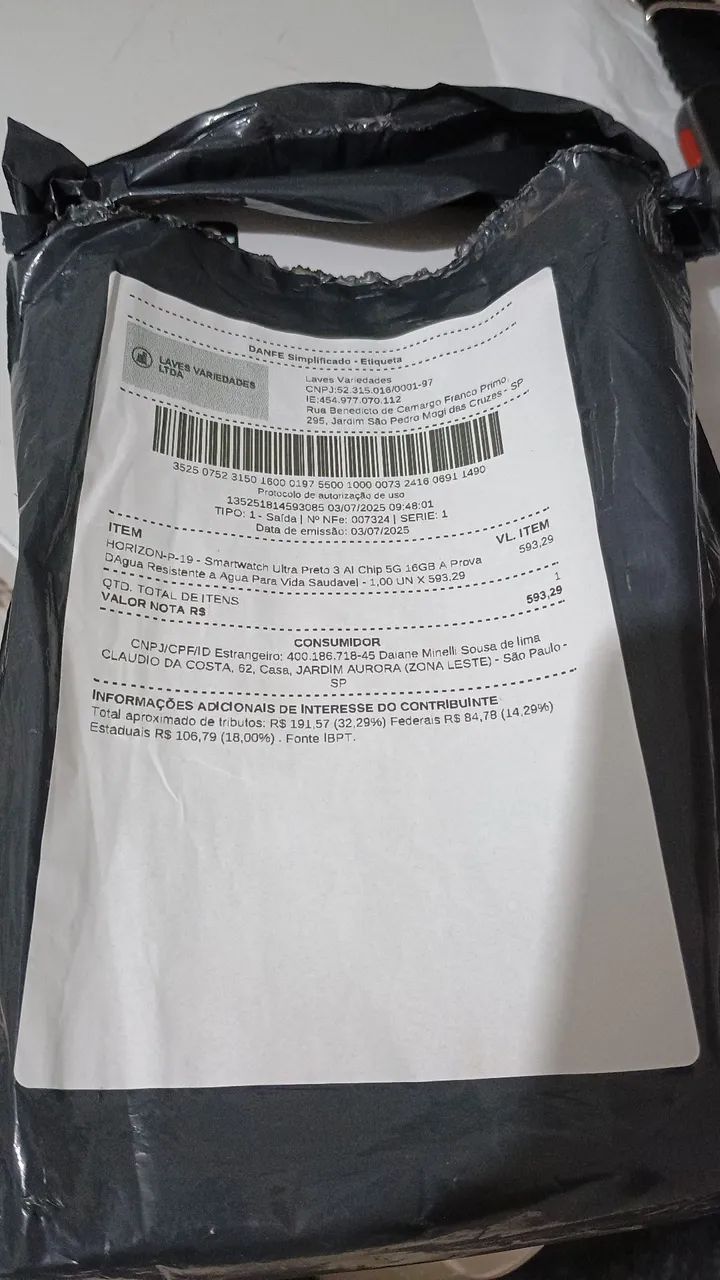 DANFE Simplificado - Etiqueta
LAVES VARIEDADES
LTDA
Laves Variedades
CNPJ:52.315.016/0001-97
IE:454.977.070.112
Rua Benedicto de Camargo Franco Primo,
295, Jardim São Pedro Mogi das Cruzes - SP
3525 0752 3150 1600 0197 5500 1000 0073 2416 0691 1490
Protocolo de autorização de uso
135251814593085 03/07/2025 09:48:01
TIPO: 1 - Saída | Nº NFe: 007324 | SERIE: 1
Data de emissão: 03/07/2025
ITEM VL. ITEM
HORIZON-P-19 - Smartwatch Ultra Preto 3 AI Chip 5G 16GB A Prova 593,29
DAgua Resistente à Agua Para Vida Saudavel - 1,00 UN X 593,29
QTD. TOTAL DE ITENS 1
VALOR NOTA R$ 593,29
CONSUMIDOR
CNPJ/CPF/ID Estrangeiro: 400.186.718-45 Daiane Minelli Sousa de lima
CLAUDIO DA COSTA, 62, Casa, JARDIM AURORA (ZONA LESTE) - São Paulo -
SP
INFORMAÇÕES ADICIONAIS DE INTERESSE DO CONTRIBUINTE
Total aproximado de tributos: R$ 191,57 (32,29%) Federais R$ 84,78 (14,29%)
Estaduais R$ 106,79 (18,00%) . Fonte IBPT.